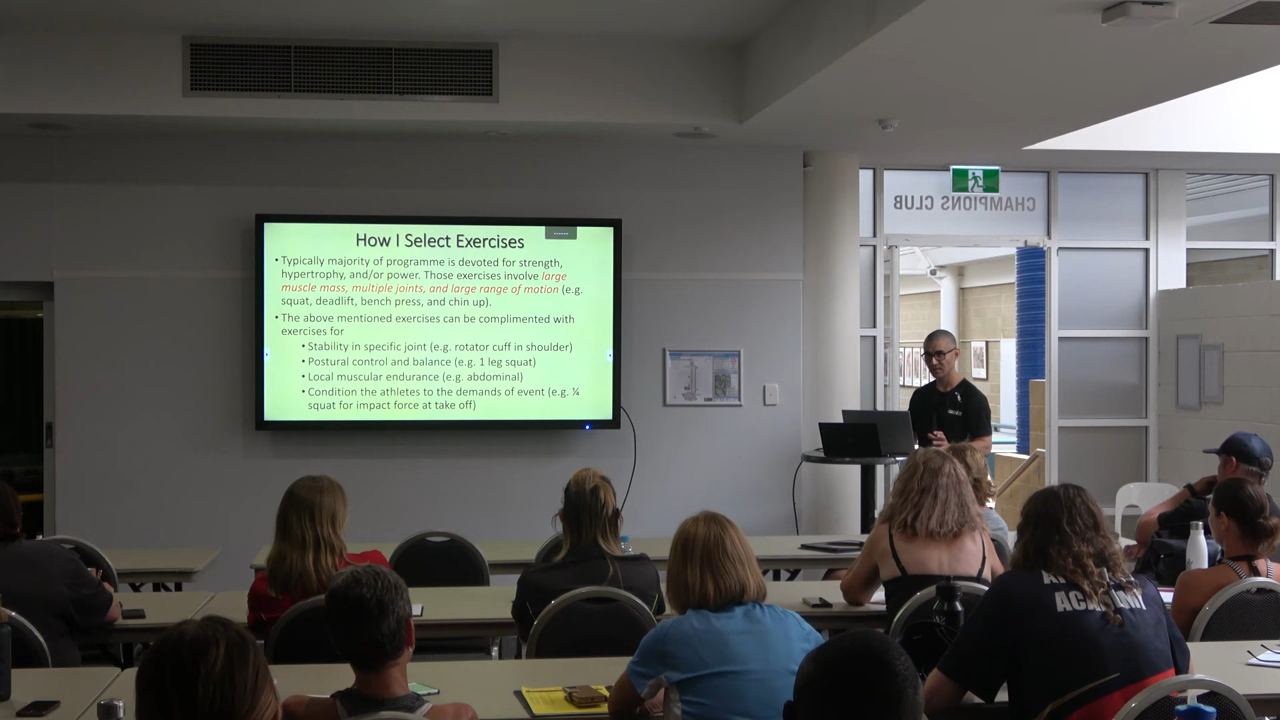 How I Select Exercises
• Typically majority of programme is devoted for strength,
hypertrophy, and/or power. Those exercises involve large
muscle mass, multiple joints, and large range of motion (e.g.
squat, deadlift, bench press, and chin up).
• The above mentioned exercises can be complimented with
exercises for
• Stability in specific joint (e.g. rotator cuff in shoulder)
• Postural control and balance (e.g. 1 leg squat)
• Local muscular endurance (e.g. abdominal)
• Condition the athletes to the demands of event (e.g. ¼
squat for impact force at take off)
CHAMPIONS CLUB
ACADEMY